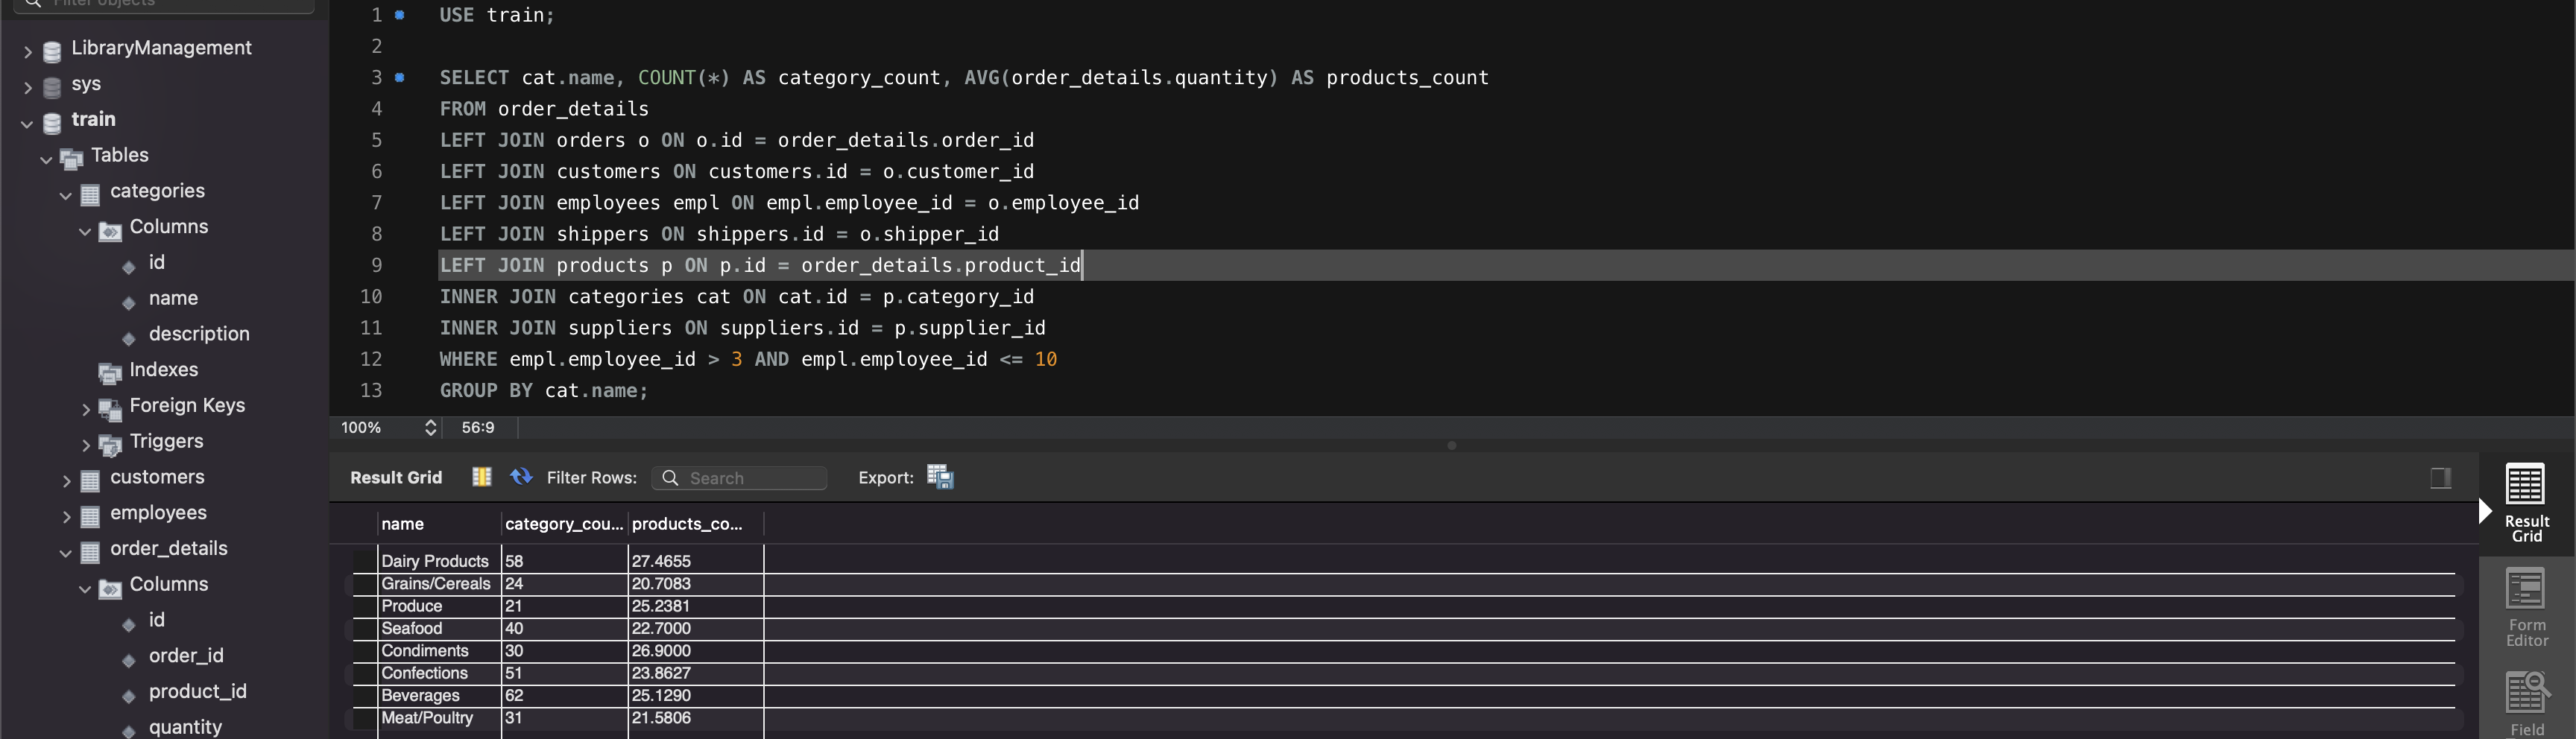 Filter objects
LibraryManagement
sys
train
Tables
categories
Columns
id
name
description
Indexes
Foreign Keys
Triggers
customers
employees
order_details
Columns
id
order_id
product_id
quantity
1 USE train;
2
3 SELECT cat.name, COUNT(*) AS category_count, AVG(order_details.quantity) AS products_count
4 FROM order_details
5 LEFT JOIN orders o ON o.id = order_details.order_id
6 LEFT JOIN customers ON customers.id = o.customer_id
7 LEFT JOIN employees empl ON empl.employee_id = o.employee_id
8 LEFT JOIN shippers ON shippers.id = o.shipper_id
9 LEFT JOIN products p ON p.id = order_details.product_id
10 INNER JOIN categories cat ON cat.id = p.category_id
11 INNER JOIN suppliers ON suppliers.id = p.supplier_id
12 WHERE empl.employee_id > 3 AND empl.employee_id <= 10
13 GROUP BY cat.name;
100% 56:9
Result Grid Filter Rows: Search Export:
name category_cou... products_co...
Dairy Products 58 27.4655
Grains/Cereals 24 20.7083
Produce 21 25.2381
Seafood 40 22.7000
Condiments 30 26.9000
Confections 51 23.8627
Beverages 62 25.1290
Meat/Poultry 31 21.5806
Result
Grid
Form
Editor
Field